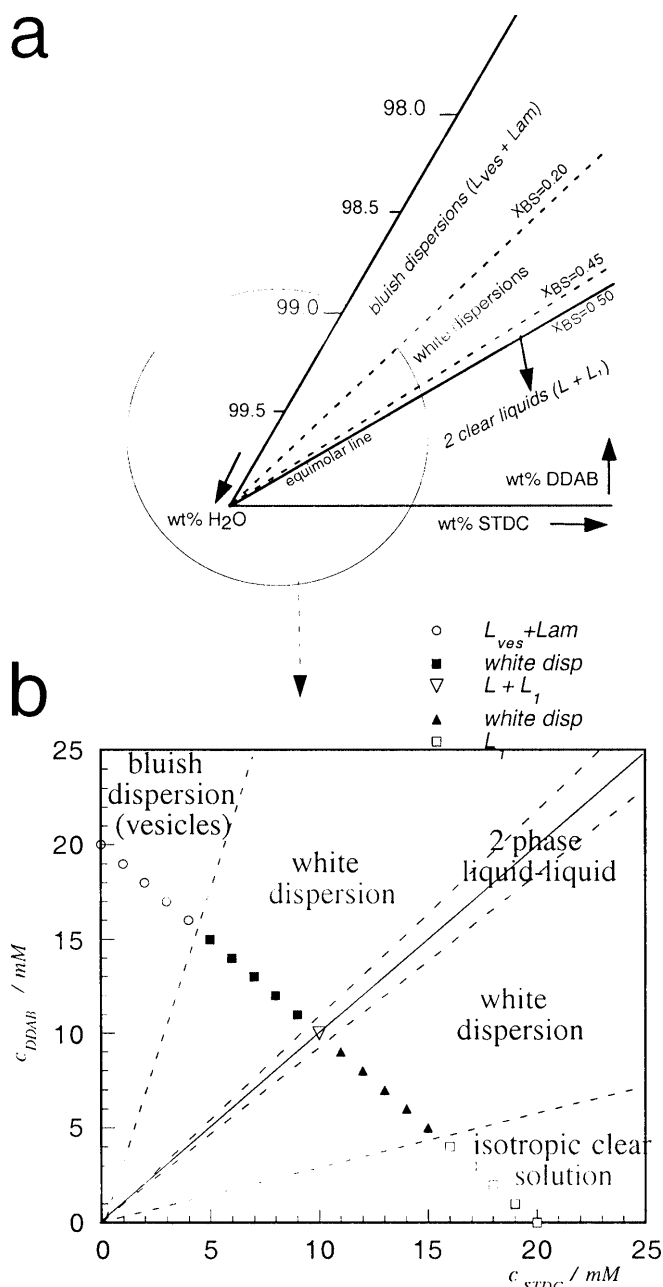 a
98.0
98.5
99.0
99.5
bluish dispersions (Lves + Lam)
XBS=0.20
white dispersions
XBS=0.45
XBS=0.50
equimolar line
2 clear liquids (L + L1)
wt% DDAB
wt% H2O
wt% STDC
Lves+Lam
white disp
L + L1
white disp
L
b
25
20
15
10
5
0
cDDAB / mM
bluish
dispersion
(vesicles)
white
dispersion
2 phase
liquid-liquid
white
dispersion
isotropic clear
solution
0 5 10 15 20 25
cSTDC / mM